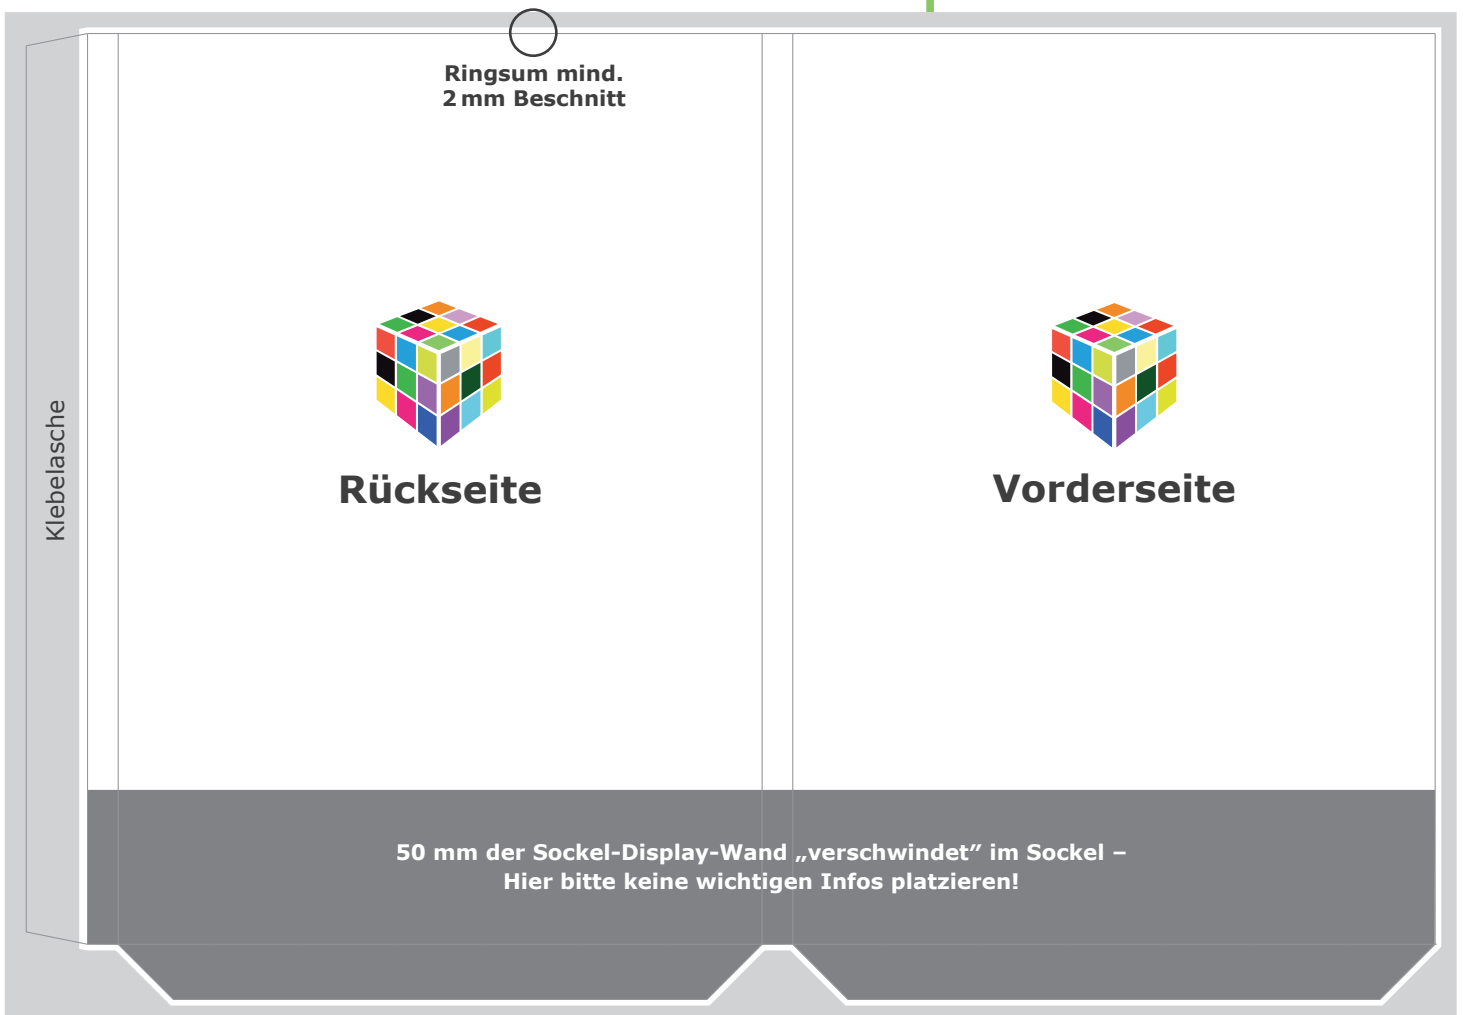 Ringsum mind.
2 mm Beschnitt
Klebelasche
Rückseite
Vorderseite
50 mm der Sockel-Display-Wand „verschwindet” im Sockel –
Hier bitte keine wichtigen Infos platzieren!